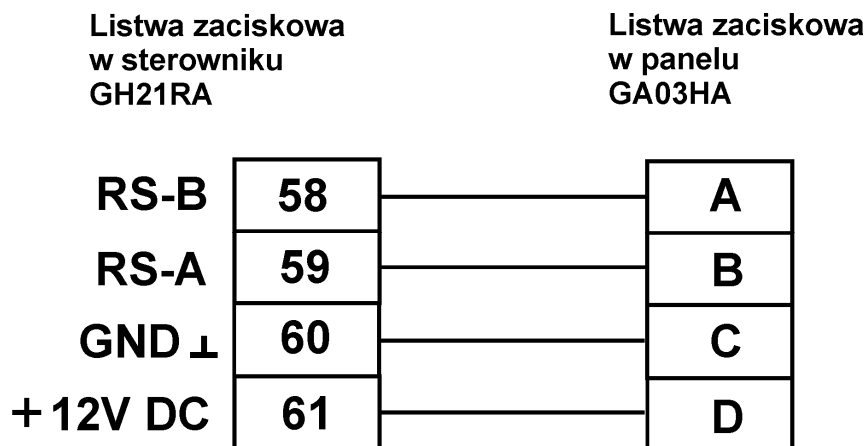 Listwa zaciskowa
w sterowniku
GH21RA
Listwa zaciskowa
w panelu
GA03HA
RS-B 58 A
RS-A 59 B
GND ⊥ 60 C
+12V DC 61 D